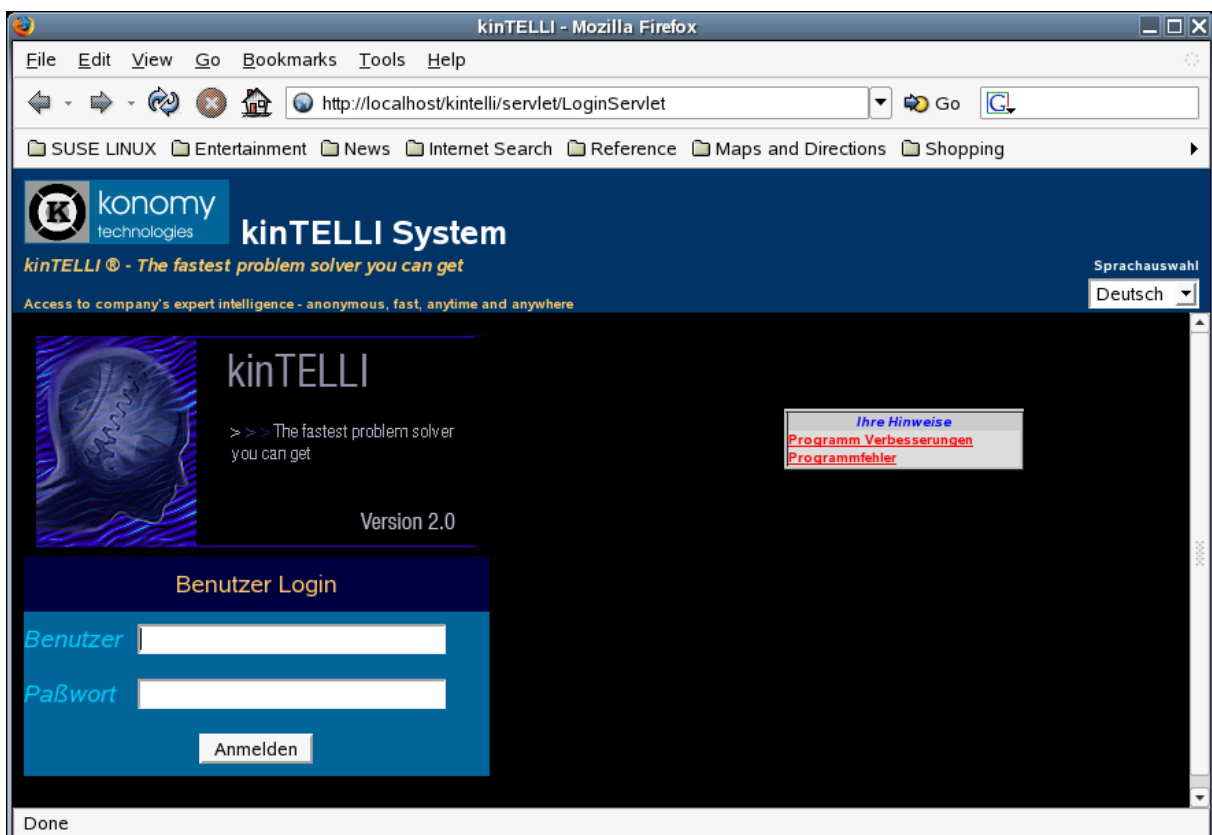 kinTELLI - Mozilla Firefox
File Edit View Go Bookmarks Tools Help
http://localhost/kintelli/servlet/LoginServlet Go G
SUSE LINUX Entertainment News Internet Search Reference Maps and Directions Shopping
K konomy
technologies
kinTELLI System
kinTELLI ® - The fastest problem solver you can get
Sprachauswahl
Access to company's expert intelligence - anonymous, fast, anytime and anywhere
Deutsch
kinTELLI
> > > The fastest problem solver
you can get
Version 2.0
Ihre Hinweise
Programm Verbesserungen
Programmfehler
Benutzer Login
Benutzer
Paßwort
Anmelden
Done